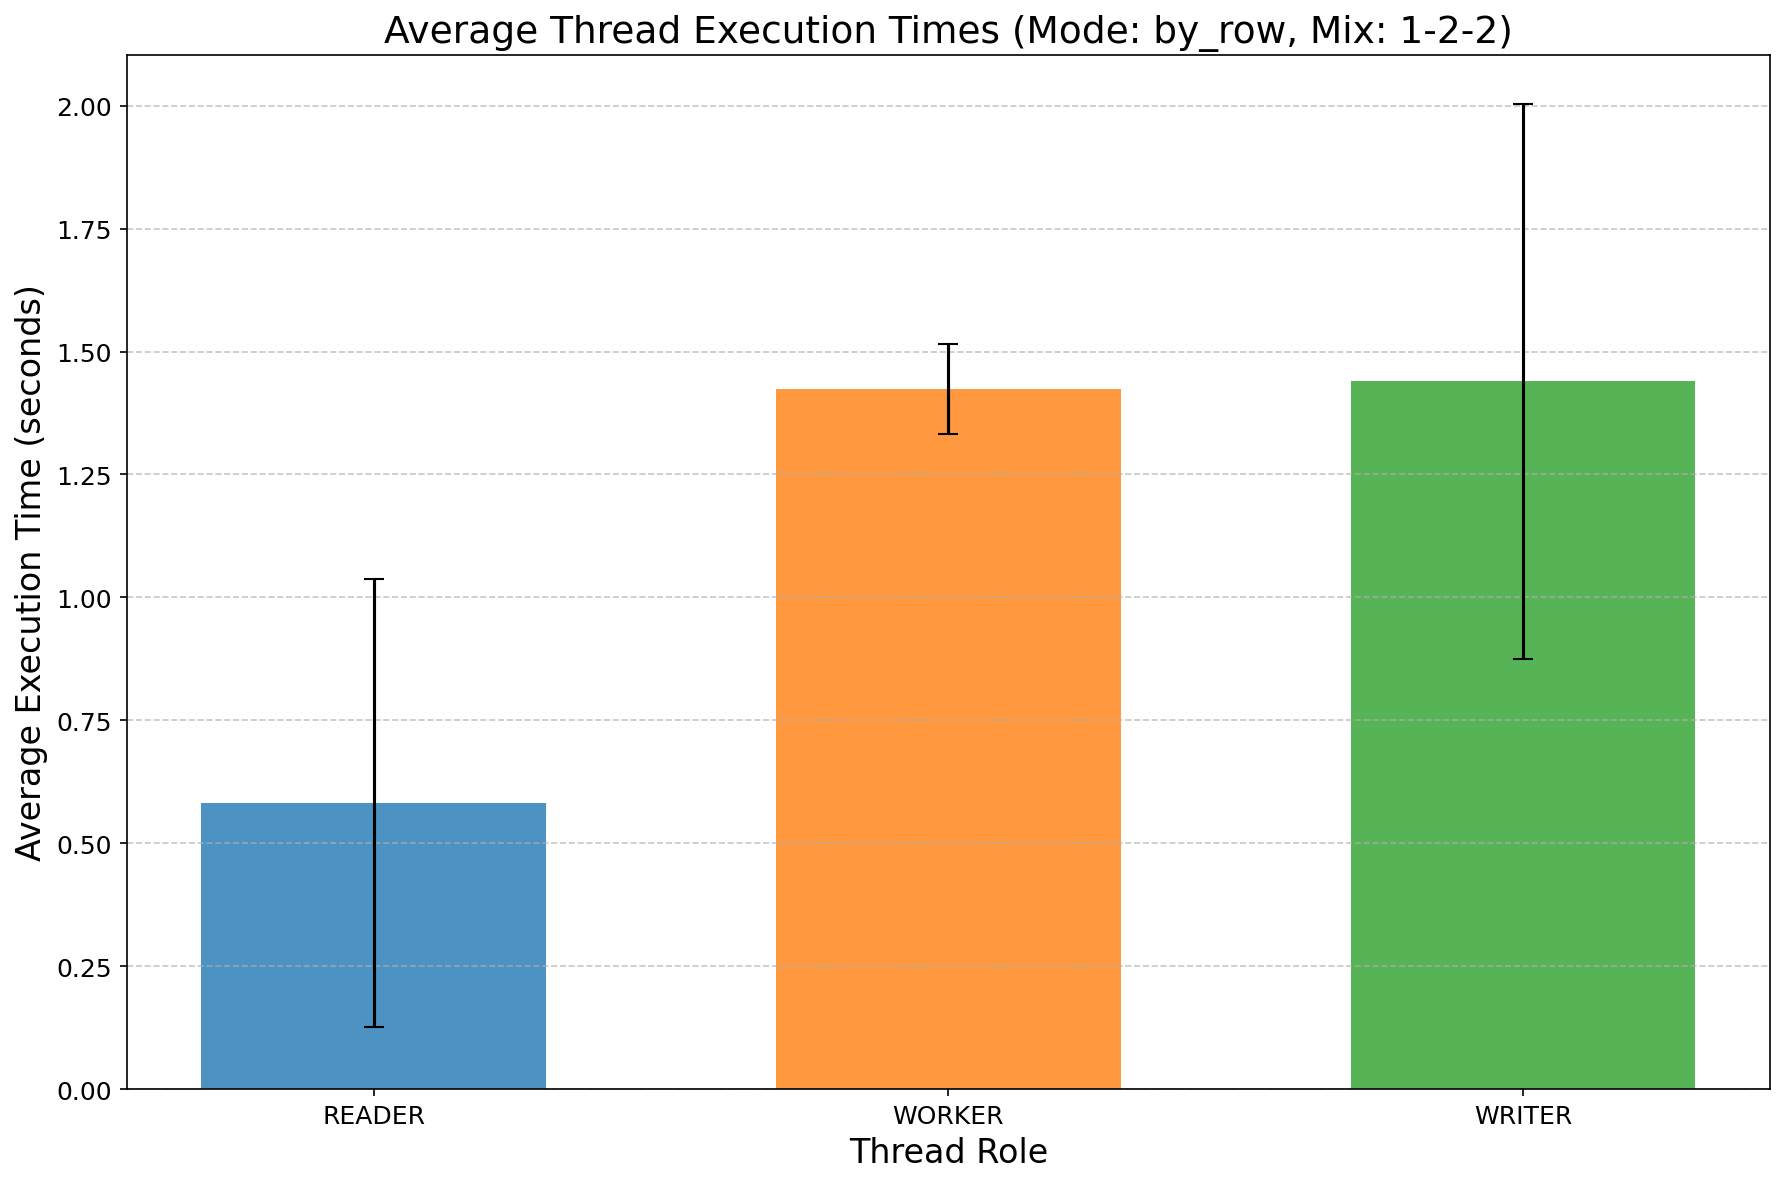 Average Thread Execution Times (Mode: by_row, Mix: 1-2-2)
Average Execution Time (seconds)
2.00
1.75
1.50
1.25
1.00
0.75
0.50
0.25
0.00
READER
WORKER
WRITER
Thread Role